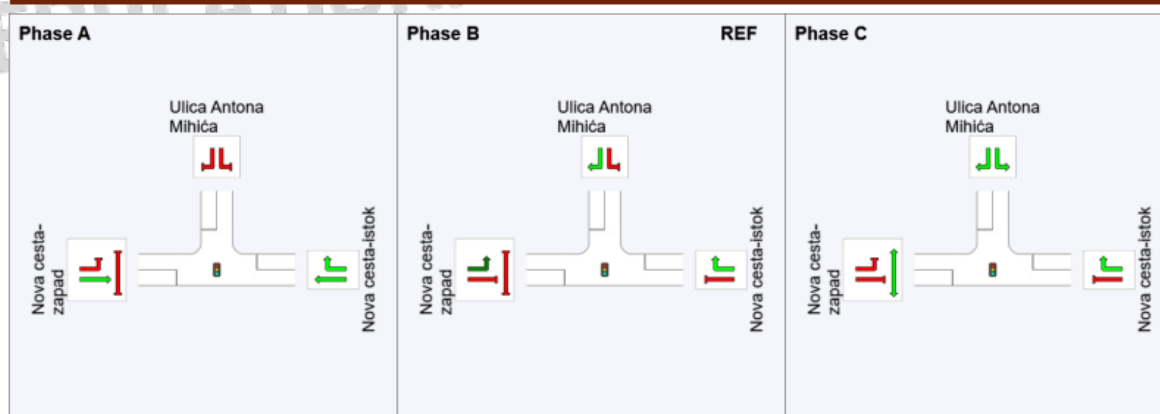 Phase A
Ulica Antona
Mihića
Nova cesta-
zapad
Nova cesta-istok
Phase B
REF
Ulica Antona
Mihića
Nova cesta-
zapad
Nova cesta-istok
Phase C
Ulica Antona
Mihića
Nova cesta-
zapad
Nova cesta-istok